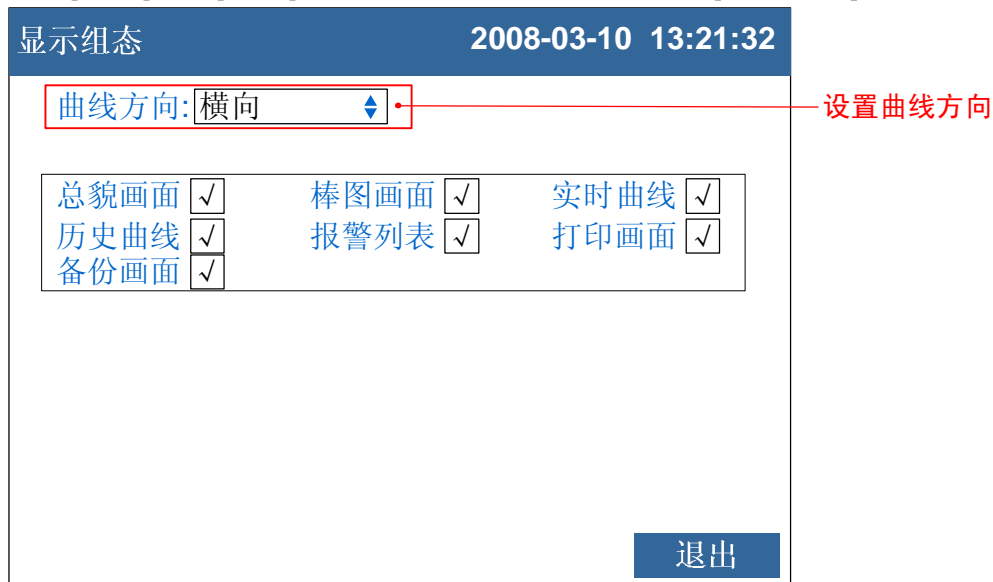 显示组态 2008-03-10 13:21:32
曲线方向:横向
设置曲线方向
总貌画面 √ 棒图画面 √ 实时曲线 √
历史曲线 √ 报警列表 √ 打印画面 √
备份画面 √
退出